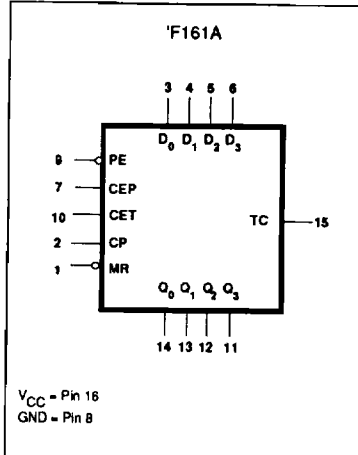 'F161A
3 4 5 6
D0 D1 D2 D3
9 PE
7 CEP
10 CET
TC 15
2 CP
1 MR
Q0 Q1 Q2 Q3
14 13 12 11
VCC = Pin 16
GND = Pin 8